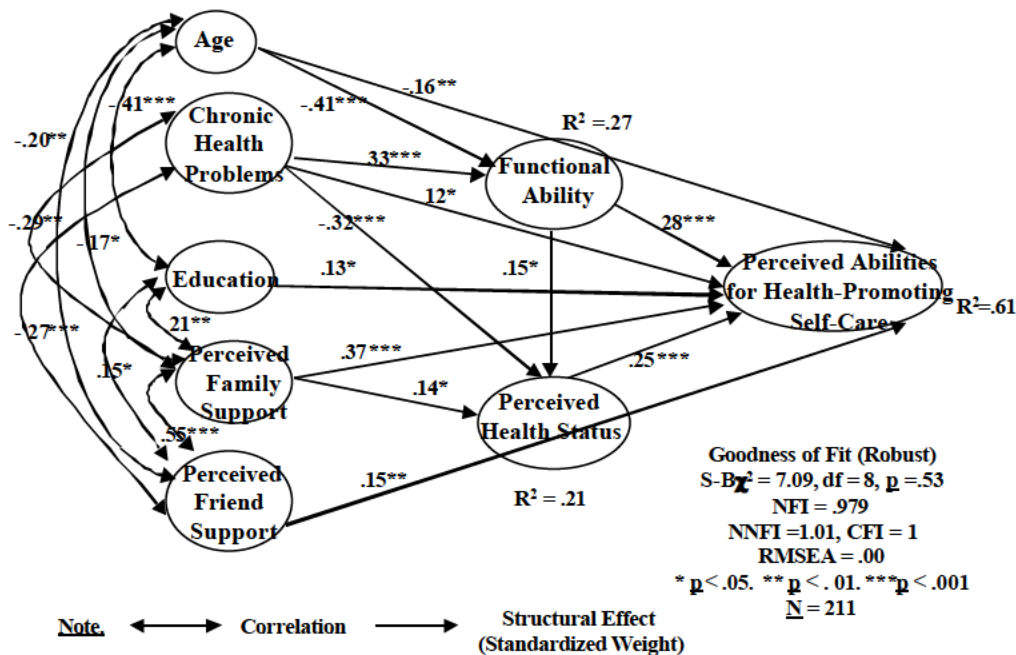 Age
-.16**
-.41***
-.41***
R² =.27
Chronic
Health
Problems
-.20**
.33***
Functional
Ability
.12*
-.29**
-.17*
-.32***
.28***
Education
.13*
.15*
Perceived Abilities
for Health-Promoting
Self-Care
R²=.61
.21**
-.27***
.15*
Perceived
Family
Support
.37***
.25***
.14*
Perceived
Health Status
.55***
Perceived
Friend
Support
.15**
R² = .21
Goodness of Fit (Robust)
S-Bχ² = 7.09, df = 8, p =.53
NFI = .979
NNFI =1.01, CFI = 1
RMSEA = .00
* p < .05. ** p < . 01. ***p < .001
N = 211
Note. Correlation Structural Effect
(Standardized Weight)